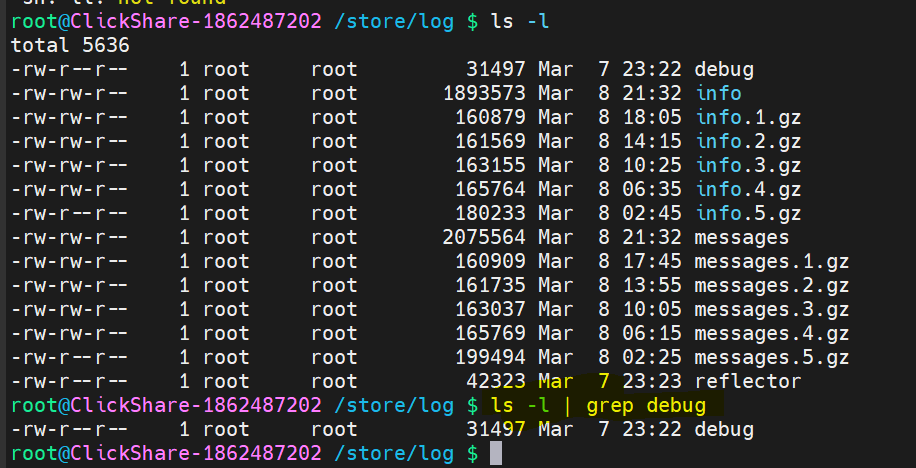 sh: ll: not found
root@ClickShare-1862487202 /store/log $ ls -l
total 5636
-rw-r--r-- 1 root root 31497 Mar 7 23:22 debug
-rw-rw-r-- 1 root root 1893573 Mar 8 21:32 info
-rw-rw-r-- 1 root root 160879 Mar 8 18:05 info.1.gz
-rw-rw-r-- 1 root root 161569 Mar 8 14:15 info.2.gz
-rw-rw-r-- 1 root root 163155 Mar 8 10:25 info.3.gz
-rw-rw-r-- 1 root root 165764 Mar 8 06:35 info.4.gz
-rw-rw-r-- 1 root root 180233 Mar 8 02:45 info.5.gz
-rw-rw-r-- 1 root root 2075564 Mar 8 21:32 messages
-rw-rw-r-- 1 root root 160909 Mar 8 17:45 messages.1.gz
-rw-rw-r-- 1 root root 161735 Mar 8 13:55 messages.2.gz
-rw-rw-r-- 1 root root 163037 Mar 8 10:05 messages.3.gz
-rw-rw-r-- 1 root root 165769 Mar 8 06:15 messages.4.gz
-rw-r--r-- 1 root root 199494 Mar 8 02:25 messages.5.gz
-rw-r--r-- 1 root root 42323 Mar 7 23:23 reflector
root@ClickShare-1862487202 /store/log $ ls -l | grep debug
-rw-r--r-- 1 root root 31497 Mar 7 23:22 debug
root@ClickShare-1862487202 /store/log $